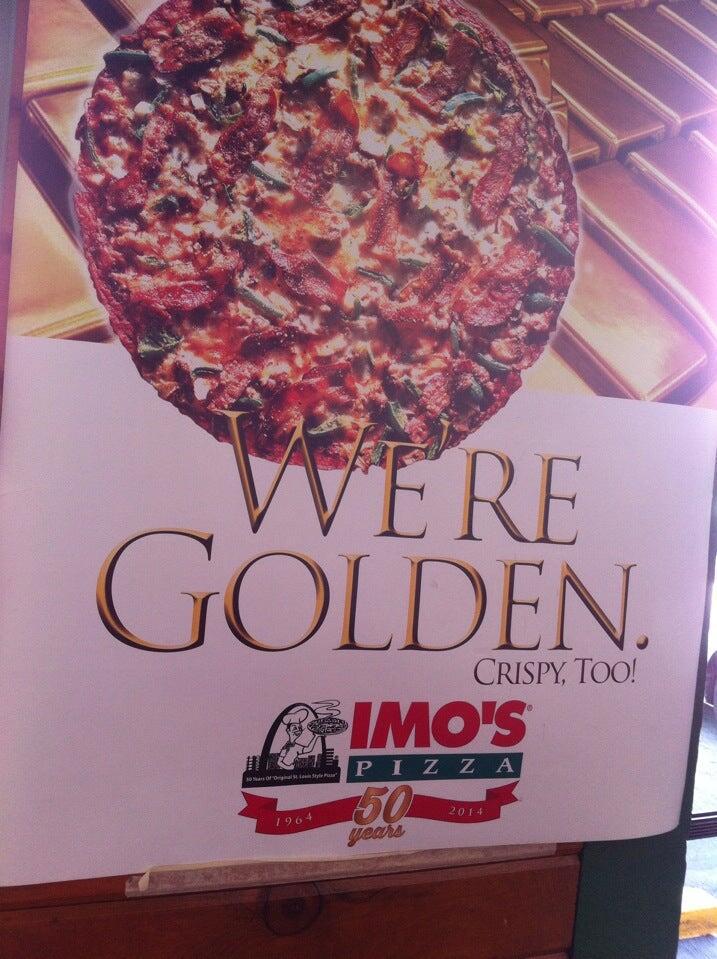 WE'RE
GOLDEN.
CRISPY, TOO!
IMO'S®
PIZZA
50 Years Of "Original St. Louis Style Pizza"
1964 50 2014
years